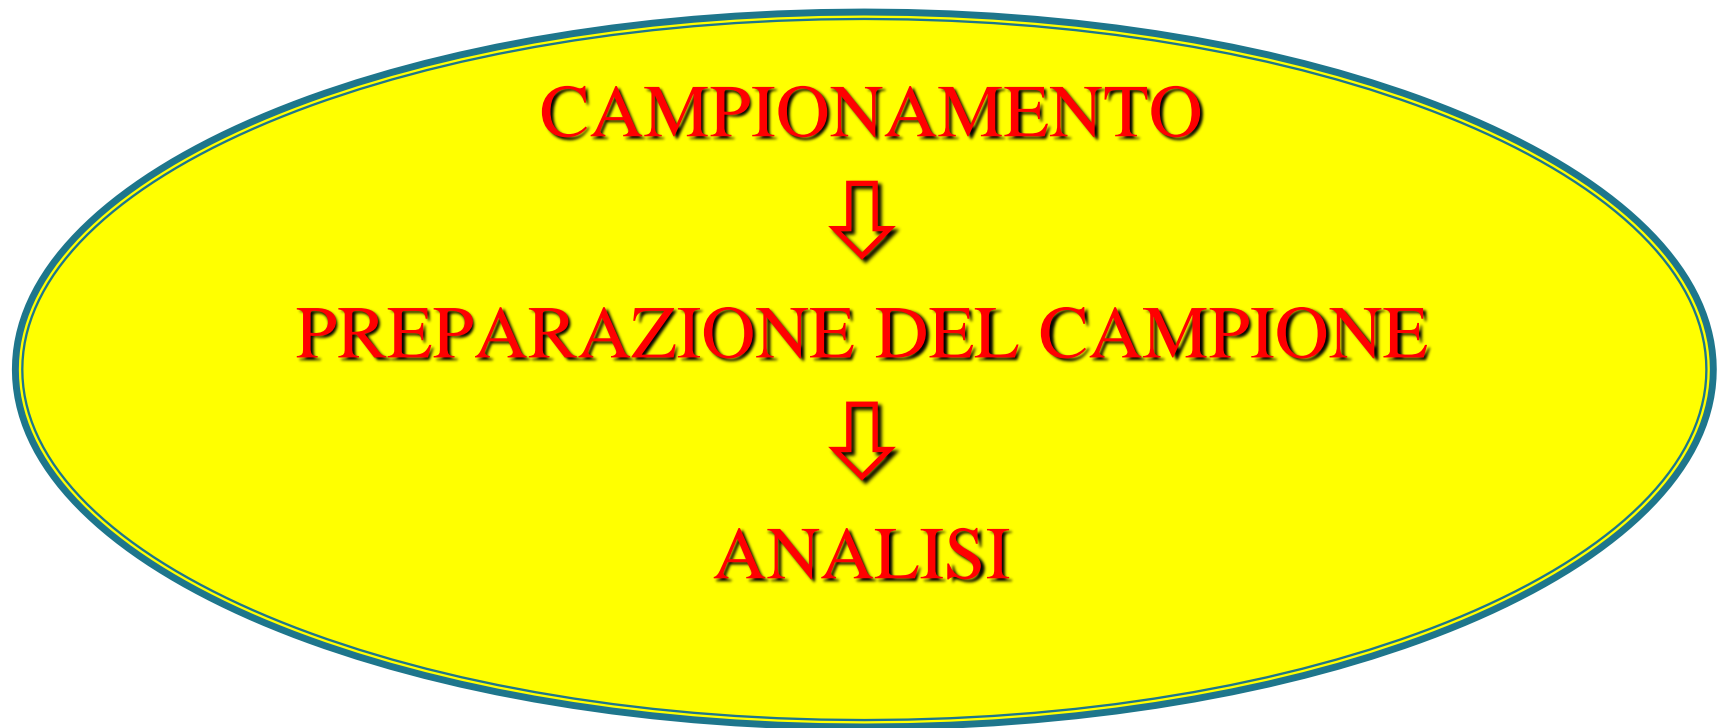 CAMPIONAMENTO
⇩
PREPARAZIONE DEL CAMPIONE
⇩
ANALISI